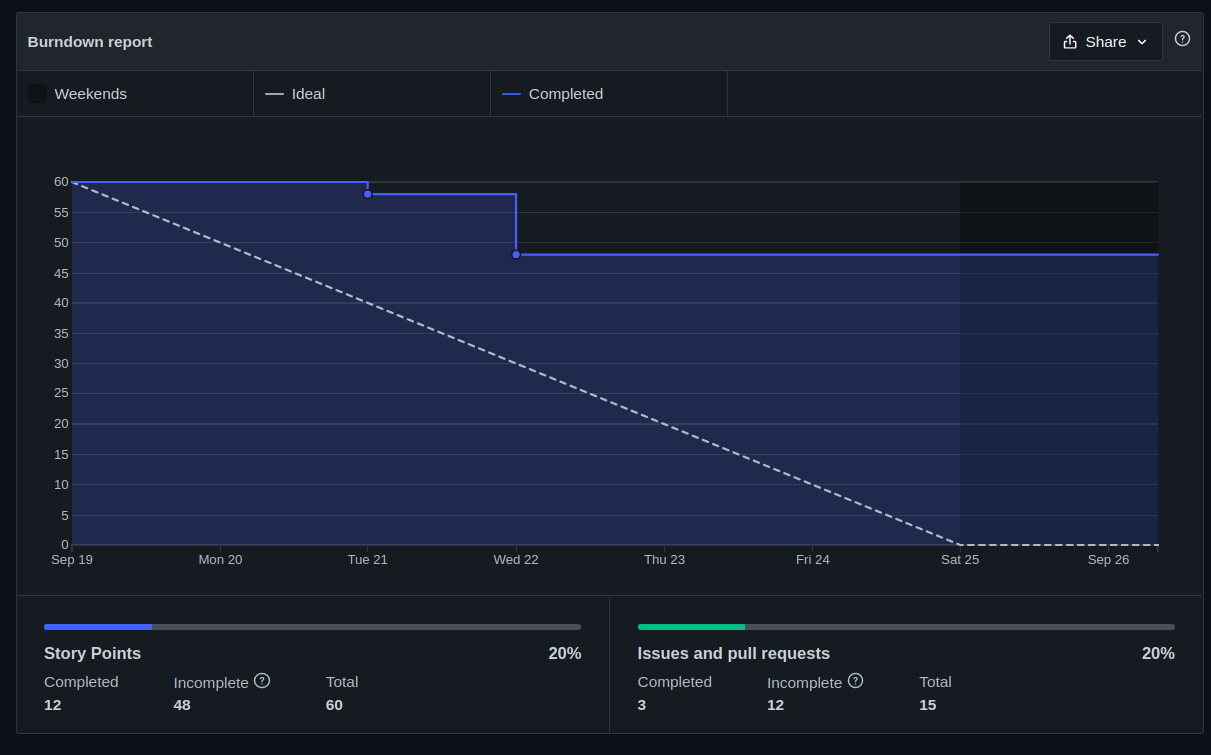 Burndown report
Share
Weekends
Ideal
Completed
60
55
50
45
40
35
30
25
20
15
10
5
0
Sep 19 Mon 20 Tue 21 Wed 22 Thu 23 Fri 24 Sat 25 Sep 26
Story Points 20%
Completed Incomplete ? Total
12 48 60
Issues and pull requests 20%
Completed Incomplete ? Total
3 12 15